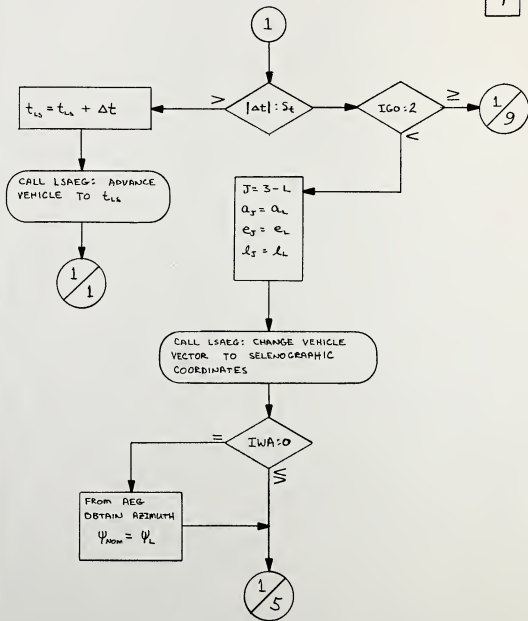 1
1
|Δt| : St
>
IGO : 2
≥
<
1/9
t_LS = t_LS + Δt
CALL LSAEG: ADVANCE
VEHICLE TO t_LS
1/1
J = 3 - L
a_J = a_L
e_J = e_L
l_J = l_L
CALL LSAEG: CHANGE VEHICLE
VECTOR TO SELENOGRAPHIC
COORDINATES
IWA : 0
=
≶
FROM AEG
OBTAIN AZIMUTH
Ψ_NOM = Ψ_L
1/5